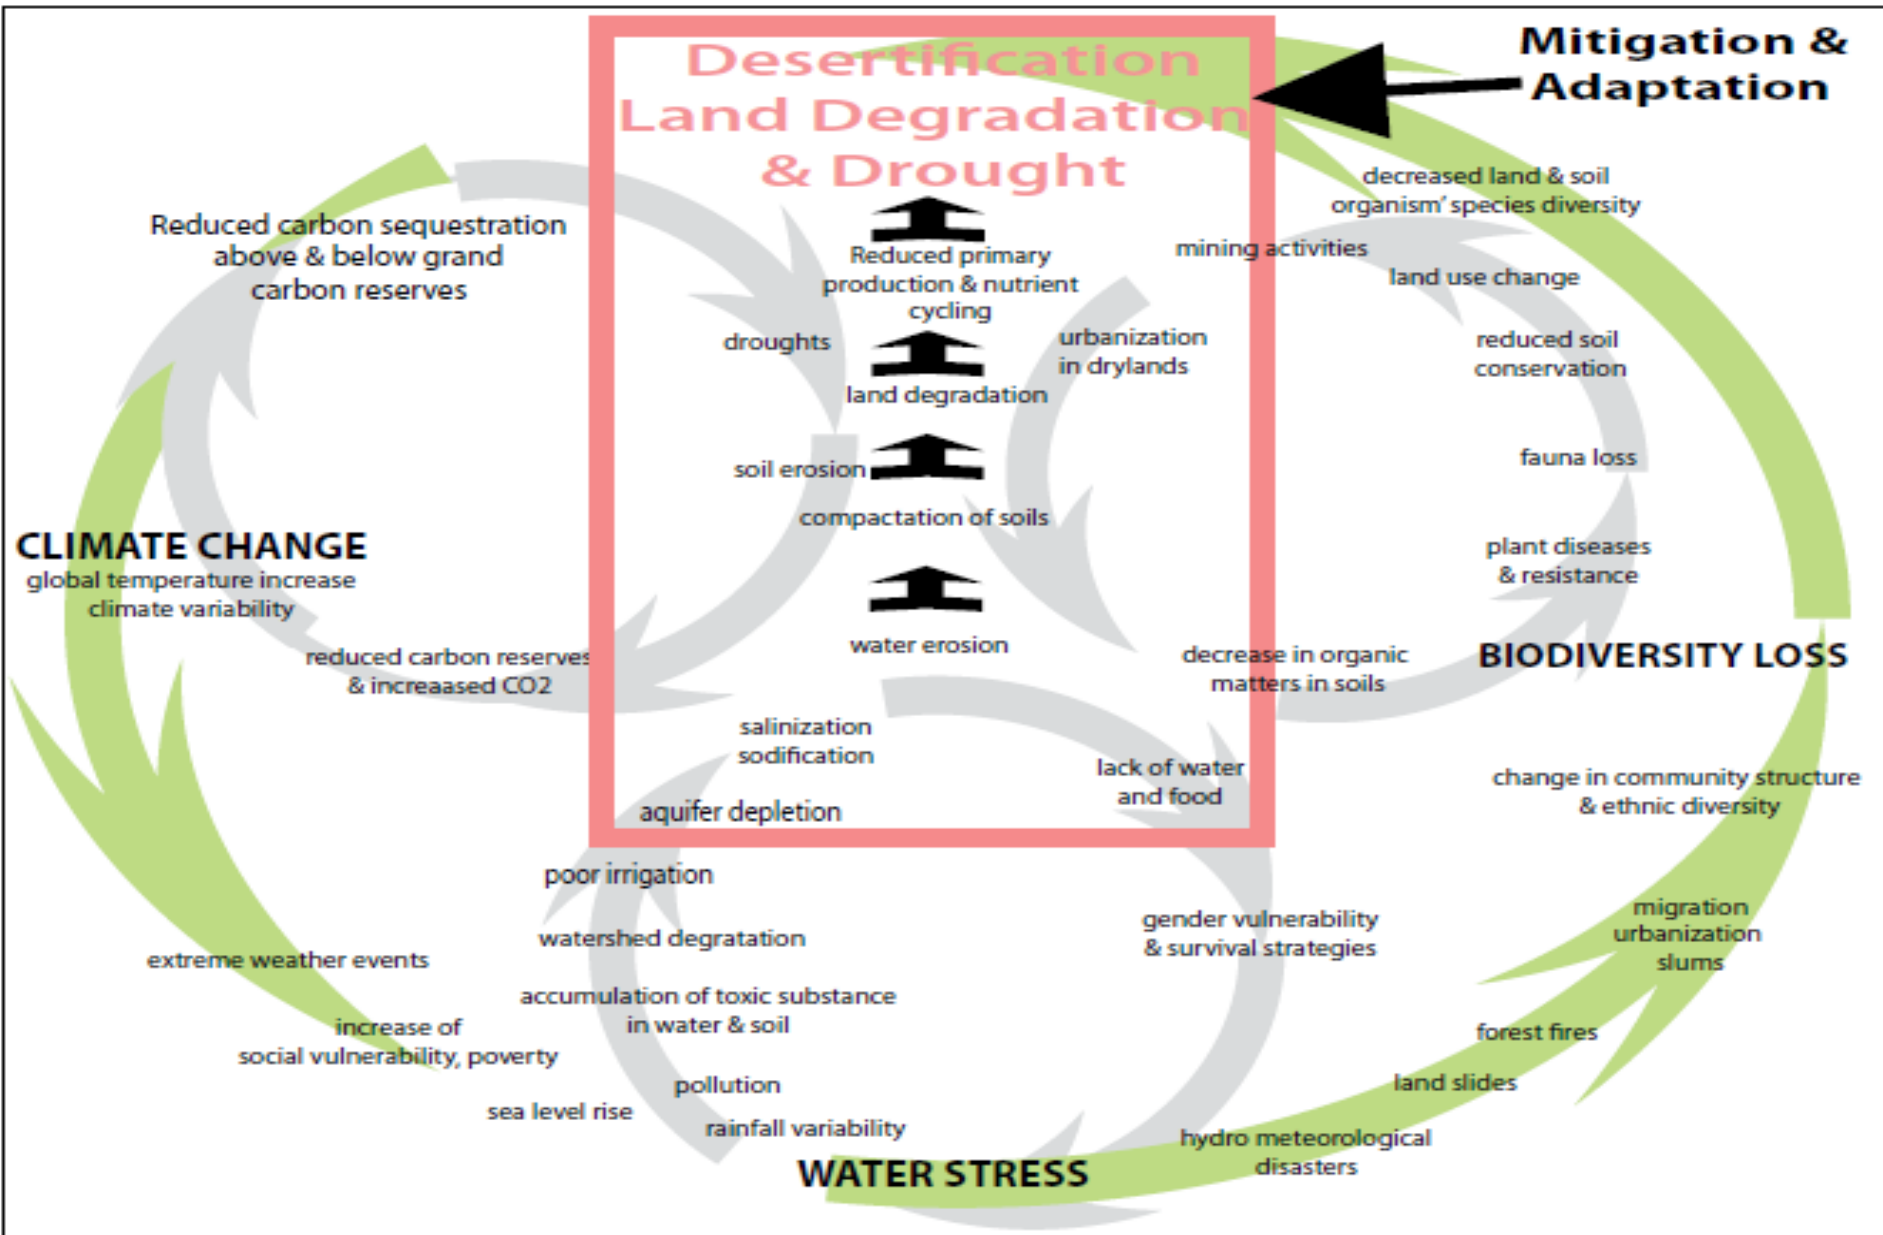 Desertification
Land Degradation
& Drought
Mitigation &
Adaptation
decreased land & soil
organism' species diversity
mining activities
land use change
Reduced carbon sequestration
above & below grand
carbon reserves
Reduced primary
production & nutrient
cycling
droughts
urbanization
in drylands
reduced soil
conservation
land degradation
soil erosion
fauna loss
compactation of soils
CLIMATE CHANGE
global temperature increase
climate variability
plant diseases
& resistance
water erosion
reduced carbon reserves
& increaased CO2
decrease in organic
matters in soils
BIODIVERSITY LOSS
salinization
sodification
lack of water
and food
change in community structure
& ethnic diversity
aquifer depletion
poor irrigation
watershed degratation
gender vulnerability
& survival strategies
migration
urbanization
slums
extreme weather events
accumulation of toxic substance
in water & soil
increase of
social vulnerability, poverty
forest fires
land slides
pollution
sea level rise
rainfall variability
hydro meteorological
disasters
WATER STRESS